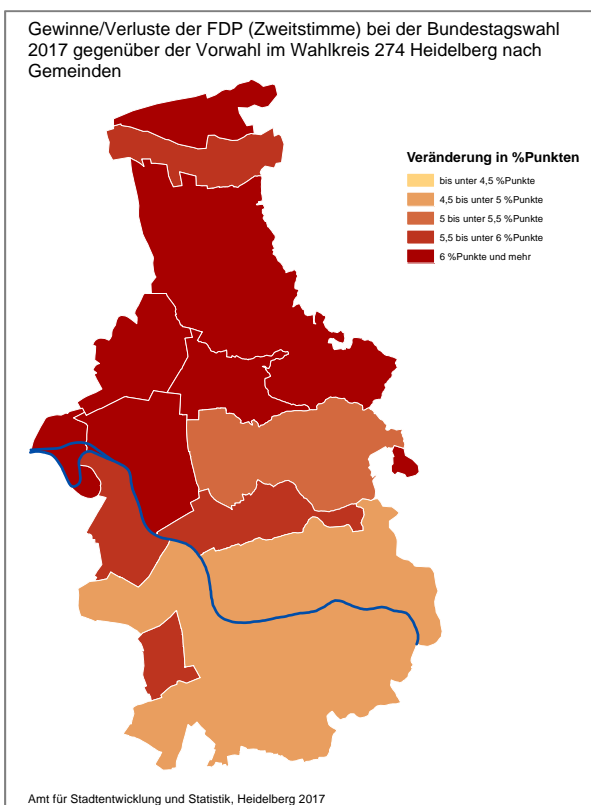 Gewinne/Verluste der FDP (Zweitstimme) bei der Bundestagswahl
2017 gegenüber der Vorwahl im Wahlkreis 274 Heidelberg nach
Gemeinden
Veränderung in %Punkten
bis unter 4,5 %Punkte
4,5 bis unter 5 %Punkte
5 bis unter 5,5 %Punkte
5,5 bis unter 6 %Punkte
6 %Punkte und mehr
Amt für Stadtentwicklung und Statistik, Heidelberg 2017